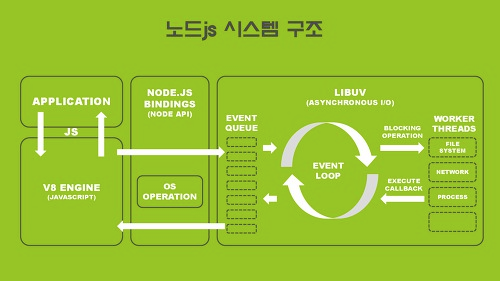 노드js 시스템 구조
APPLICATION
JS
V8 ENGINE
(JAVASCRIPT)
NODE.JS
BINDINGS
(NODE API)
OS
OPERATION
LIBUV
(ASYNCHRONOUS I/O)
EVENT
QUEUE
EVENT
LOOP
BLOCKING
OPERATION
EXECUTE
CALLBACK
WORKER
THREADS
FILE
SYSTEM
NETWORK
PROCESS